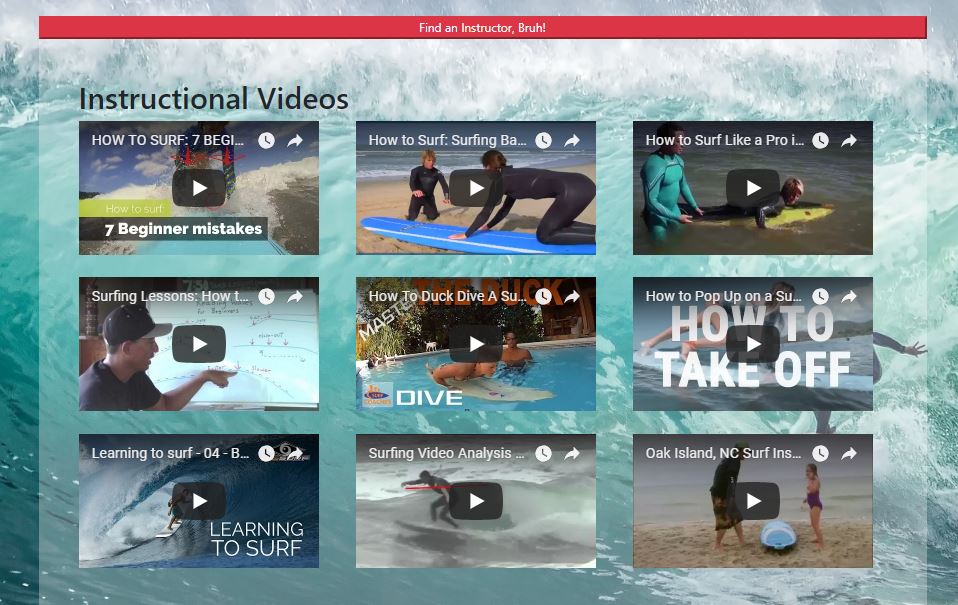 Find an Instructor, Bruh!
Instructional Videos
HOW TO SURF: 7 BEGI...
How to surf:
7 Beginner mistakes
How to Surf: Surfing Ba...
How to Surf Like a Pro i...
Surfing Lessons: How t...
for Beginners
How To Duck Dive A Su...
THE DUCK
DIVE
How to Pop Up on a Su...
HOW TO
TAKE OFF
Learning to surf - 04 - B...
LEARNING
TO SURF
Surfing Video Analysis ...
Oak Island, NC Surf Ins...